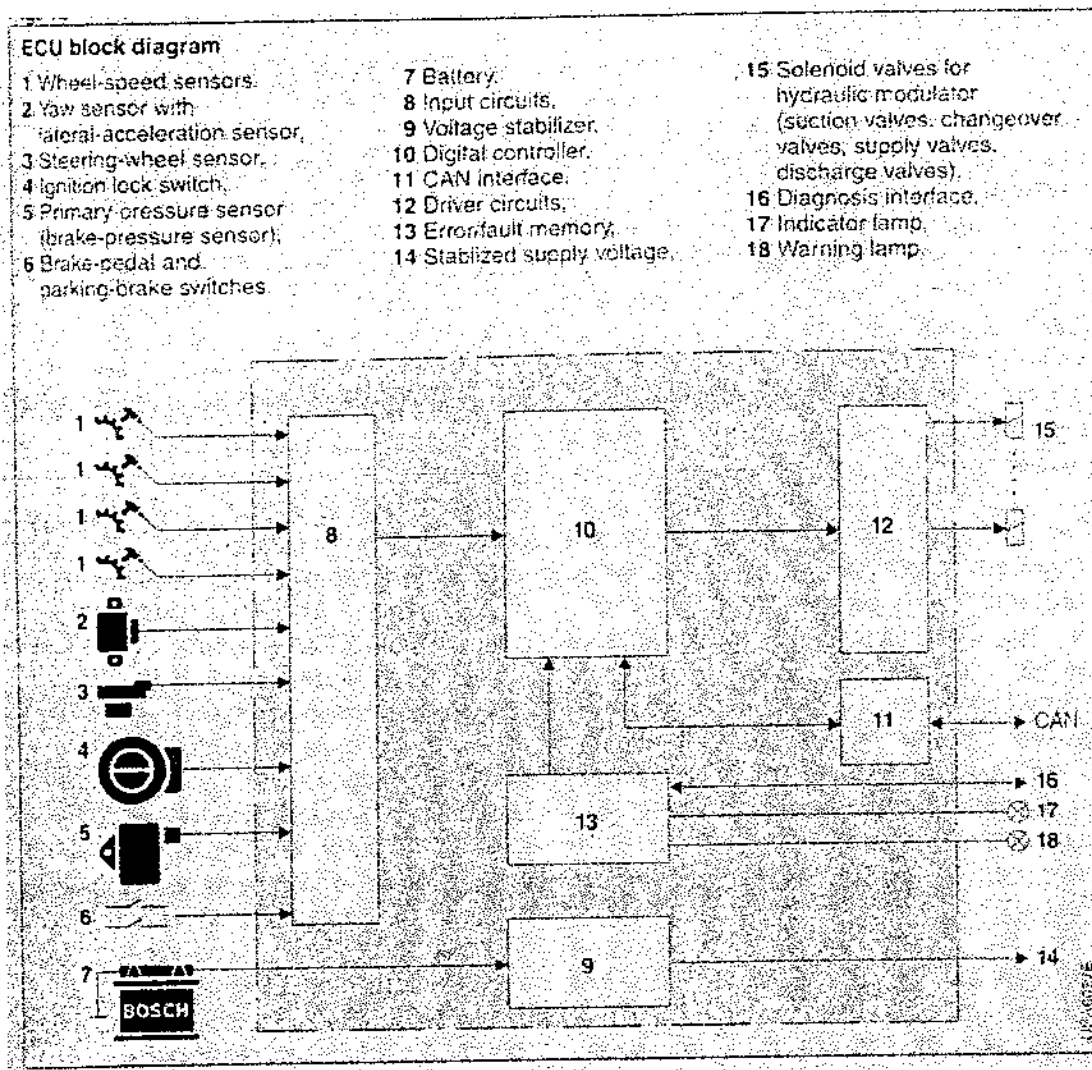 ECU block diagram
1 Wheel-speed sensors.
2 Yaw sensor with
lateral-acceleration sensor,
3 Steering-wheel sensor,
4 Ignition lock switch,
5 Primary-pressure sensor
(brake-pressure sensor),
6 Brake-pedal and
parking-brake switches.
7 Battery.
8 Input circuits,
9 Voltage stabilizer,
10 Digital controller,
11 CAN interface,
12 Driver circuits,
13 Error/fault memory,
14 Stablized supply voltage,
15 Solenoid valves for
hydraulic modulator
(suction valves, changeover
valves, supply valves,
discharge valves),
16 Diagnosis interface,
17 Indicator lamp,
18 Warning lamp.
1
1
1
1
2
3
4
5
6
7
BOSCH
8
10
12
15
11
CAN
13
16
17
18
9
14